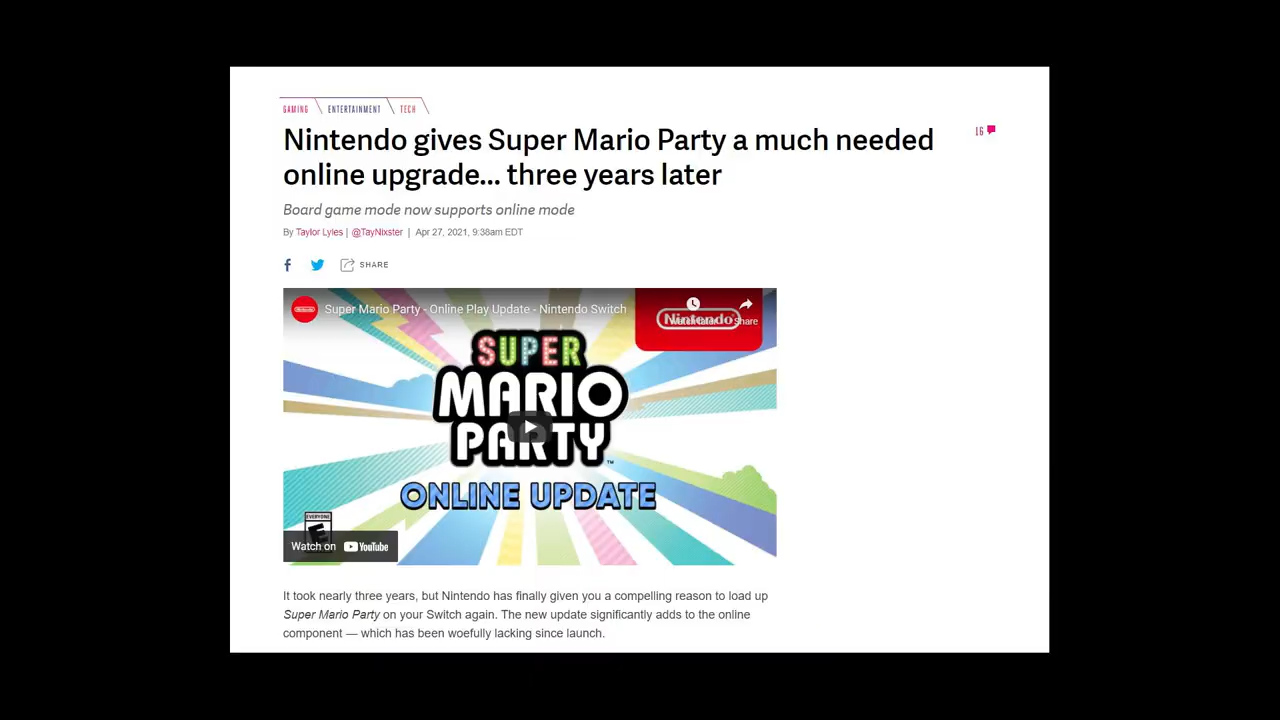 GAMING ENTERTAINMENT TECH
Nintendo gives Super Mario Party a much needed
online upgrade... three years later
16
Board game mode now supports online mode
By Taylor Lyles | @TayNixster | Apr 27, 2021, 9:38am EDT
SHARE
Super Mario Party - Online Play Update - Nintendo Switch
Nintendo
Watch later Share
SUPER
MARIO
PARTY™
ONLINE UPDATE
EVERYONE
E
Watch on YouTube
It took nearly three years, but Nintendo has finally given you a compelling reason to load up
Super Mario Party on your Switch again. The new update significantly adds to the online
component — which has been woefully lacking since launch.